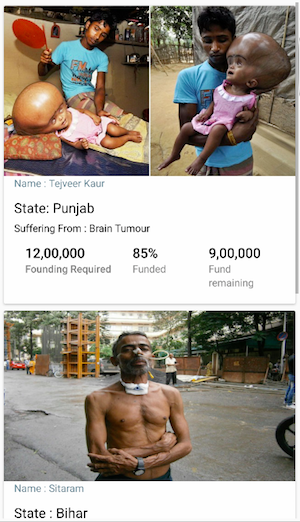 Name : Tejveer Kaur
State: Punjab
Suffering From : Brain Tumour
12,00,000 85% 9,00,000
Founding Required Funded Fund
remaining
Name : Sitaram
State : Bihar